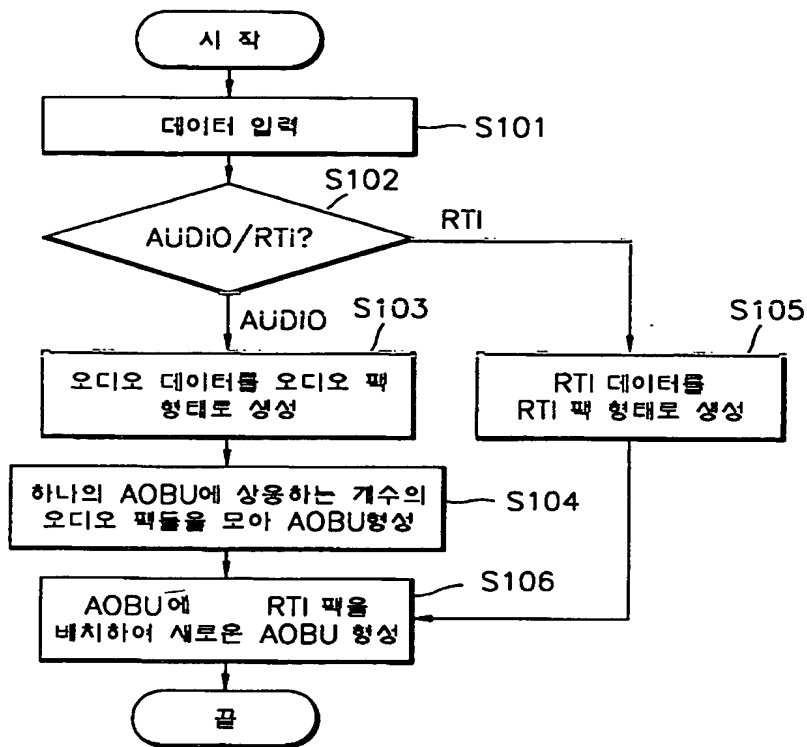 시 작
데이터 입력
S101
S102
AUDiO/RTi?
RTI
AUDIO
S103
오디오 데이터를 오디오 팩
형태로 생성
S105
RTI 데이터를
RTI 팩 형태로 생성
하나의 AOBU에 상응하는 개수의
오디오 팩들을 모아 AOBU형성
S104
AOBU에 RTI 팩을
배치하여 새로운 AOBU 형성
S106
끝